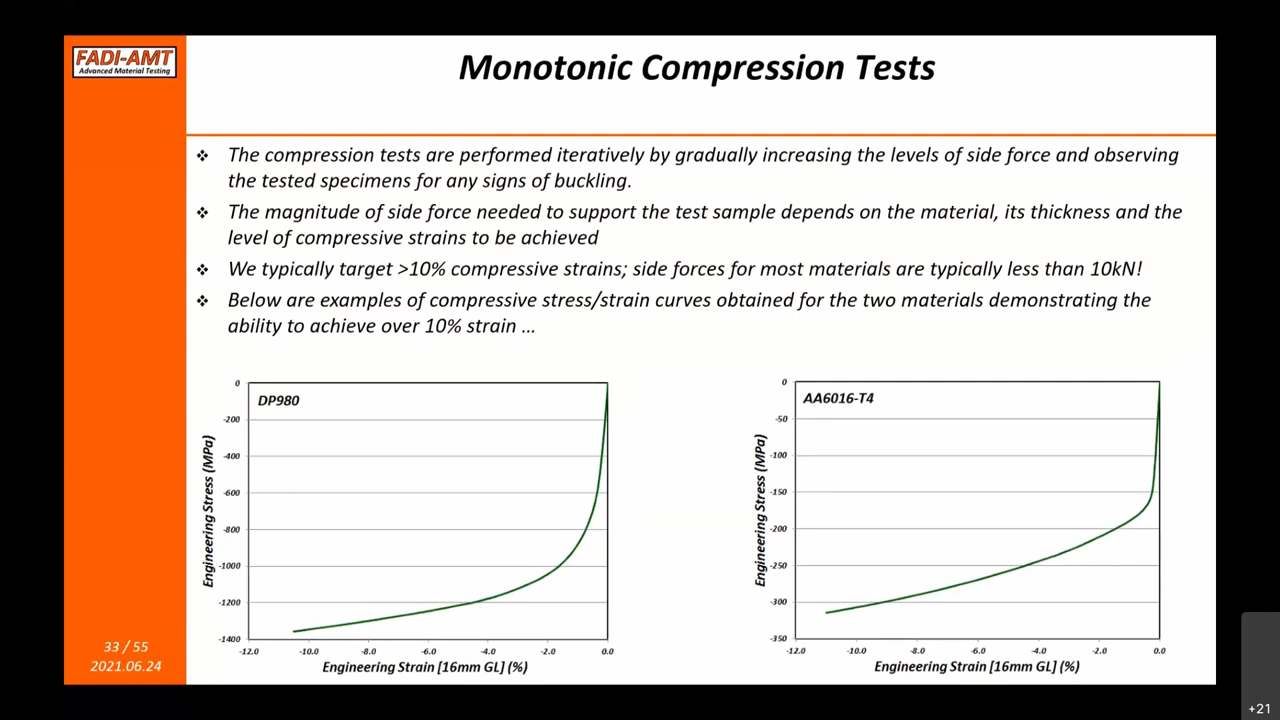 FADI-AMT
Advanced Material Testing
Monotonic Compression Tests
❖ The compression tests are performed iteratively by gradually increasing the levels of side force and observing
the tested specimens for any signs of buckling.
❖ The magnitude of side force needed to support the test sample depends on the material, its thickness and the
level of compressive strains to be achieved
❖ We typically target >10% compressive strains; side forces for most materials are typically less than 10kN!
❖ Below are examples of compressive stress/strain curves obtained for the two materials demonstrating the
ability to achieve over 10% strain …
DP980
Engineering Stress (MPa)
0
-200
-400
-600
-800
-1000
-1200
-1400
-12.0 -10.0 -8.0 -6.0 -4.0 -2.0 0.0
Engineering Strain [16mm GL] (%)
AA6016-T4
Engineering Stress (MPa)
0
-50
-100
-150
-200
-250
-300
-350
-12.0 -10.0 -8.0 -6.0 -4.0 -2.0 0.0
Engineering Strain [16mm GL] (%)
33 / 55
2021.06.24
+21